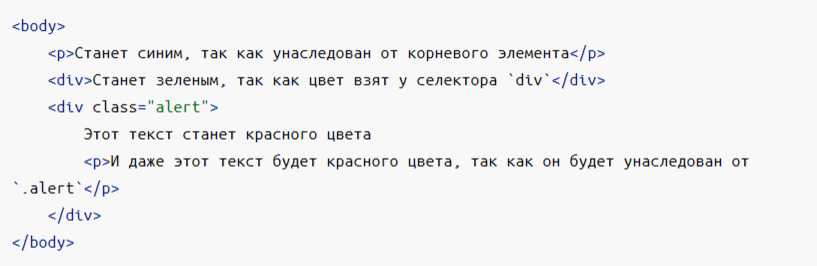 <body>
    <p>Станет синим, так как унаследован от корневого элемента</p>
    <div>Станет зеленым, так как цвет взят у селектора `div`</div>
    <div class="alert">
        Этот текст станет красного цвета
        <p>И даже этот текст будет красного цвета, так как он будет унаследован от
`.alert`</p>
    </div>
</body>